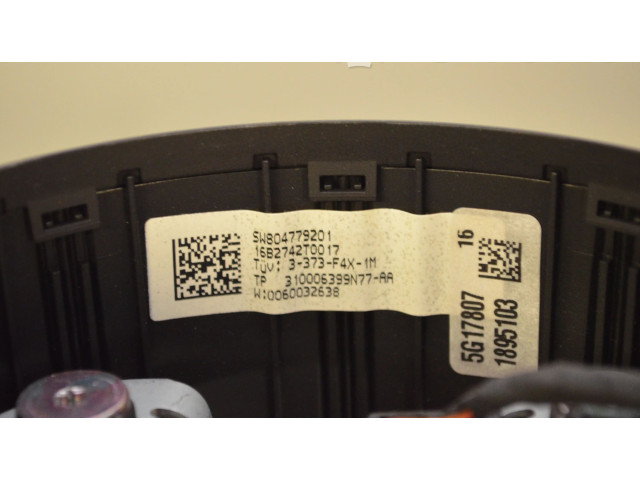 SW804779201
16B2742T0017
TÜV: 3-373-F4X-1M
TP 310006399N77-AA
W:0060032638
16
5G17807
1895103